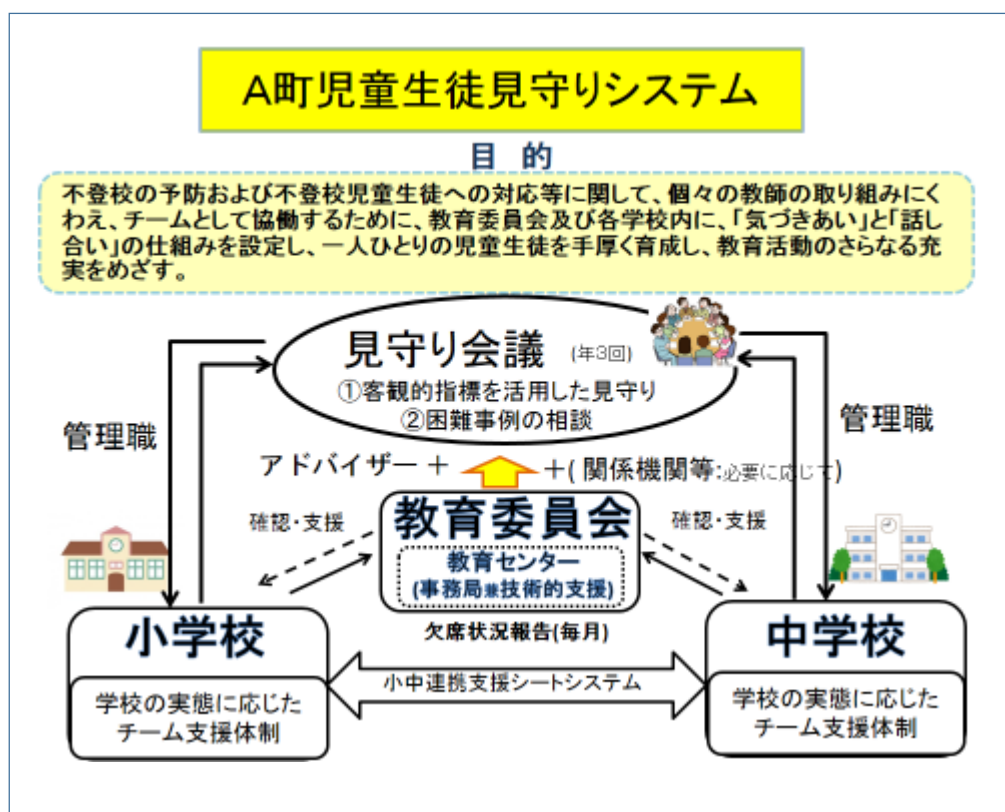 A町児童生徒見守りシステム
目 的
不登校の予防および不登校児童生徒への対応等に関して、個々の教師の取り組みにく
わえ、チームとして協働するために、教育委員会及び各学校内に、「気づきあい」と「話し
合い」の仕組みを設定し、一人ひとりの児童生徒を手厚く育成し、教育活動のさらなる充
実をめざす。
見守り会議 (年3回)
①客観的指標を活用した見守り
②困難事例の相談
管理職
管理職
アドバイザー + +( 関係機関等:必要に応じて)
確認・支援
教育委員会
確認・支援
教育センター
(事務局兼技術的支援)
欠席状況報告(毎月)
小学校
中学校
小中連携支援シートシステム
学校の実態に応じた
チーム支援体制
学校の実態に応じた
チーム支援体制